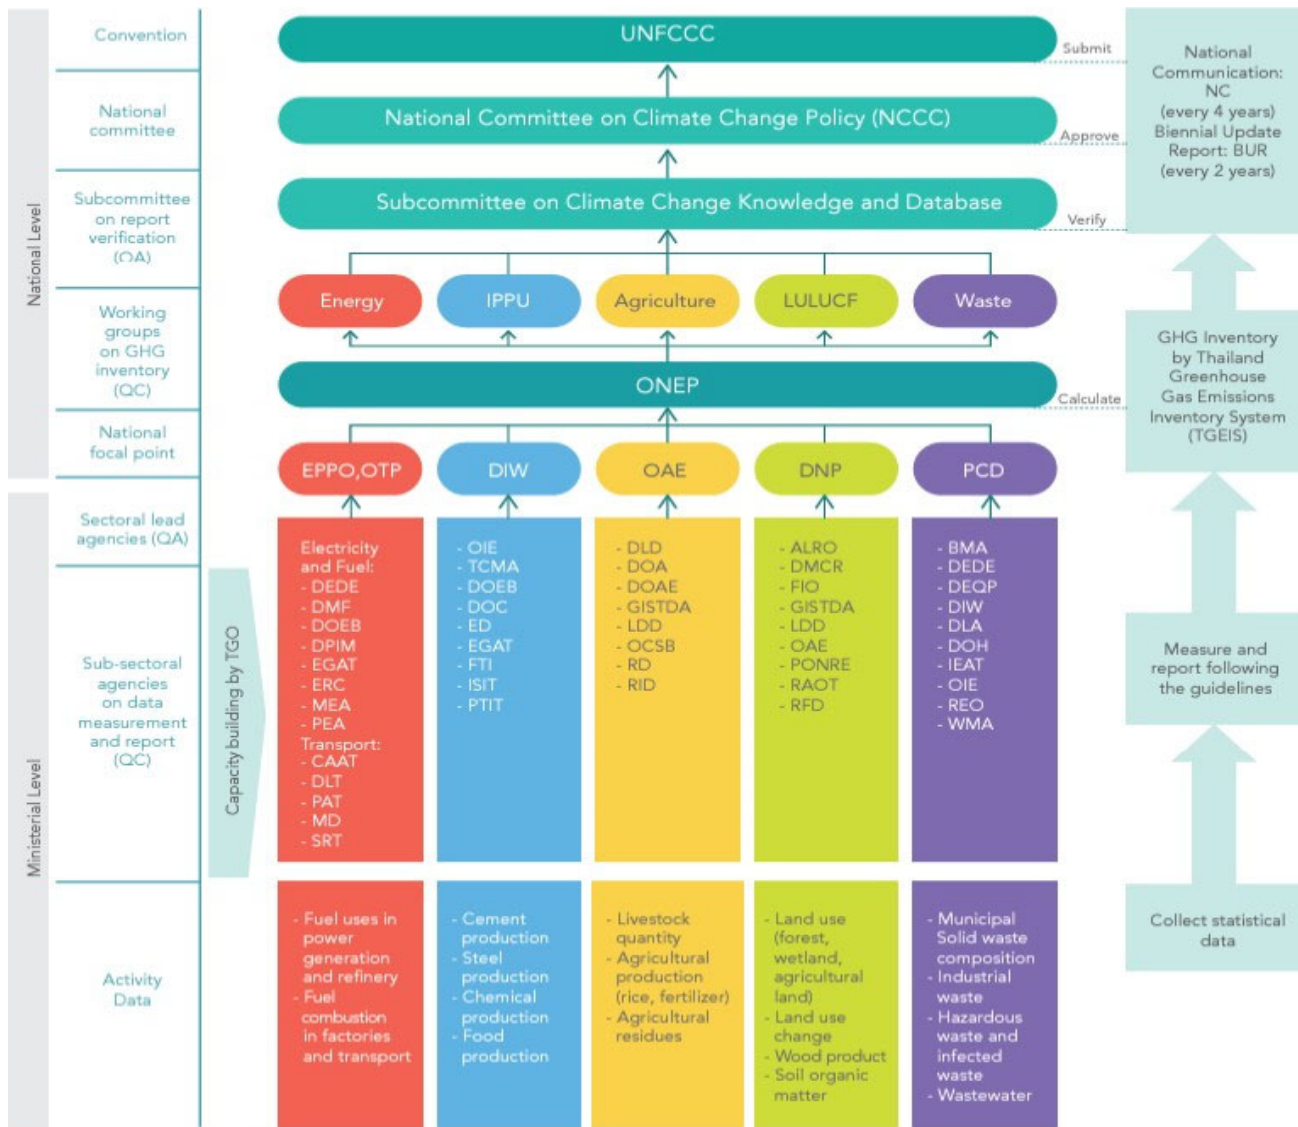 National Level
Ministerial Level
Convention
National
committee
Subcommittee
on report
verification
(QA)
Working
groups
on GHG
inventory
(QC)
National
focal point
Sectoral lead
agencies (QA)
Sub-sectoral
agencies
on data
measurement
and report
(QC)
Activity
Data
Capacity building by TGO
UNFCCC
Submit
National Committee on Climate Change Policy (NCCC)
Approve
Subcommittee on Climate Change Knowledge and Database
Verify
Energy
IPPU
Agriculture
LULUCF
Waste
ONEP
Calculate
EPPO,OTP
DIW
OAE
DNP
PCD
Electricity
and Fuel:
- DEDE
- DMF
- DOEB
- DPIM
- EGAT
- ERC
- MEA
- PEA
Transport:
- CAAT
- DLT
- PAT
- MD
- SRT
- OIE
- TCMA
- DOEB
- DOC
- ED
- EGAT
- FTI
- ISIT
- PTIT
- DLD
- DOA
- DOAE
- GISTDA
- LDD
- OCSB
- RD
- RID
- ALRO
- DMCR
- FIO
- GISTDA
- LDD
- OAE
- PONRE
- RAOT
- RFD
- BMA
- DEDE
- DEQP
- DIW
- DLA
- DOH
- IEAT
- OIE
- REO
- WMA
- Fuel uses in
power
generation
and refinery
- Fuel
combustion
in factories
and transport
- Cement
production
- Steel
production
- Chemical
production
- Food
production
- Livestock
quantity
- Agricultural
production
(rice, fertilizer)
- Agricultural
residues
- Land use
(forest,
wetland,
agricultural
land)
- Land use
change
- Wood product
- Soil organic
matter
- Municipal
Solid waste
composition
- Industrial
waste
- Hazardous
waste and
infected
waste
- Wastewater
National
Communication:
NC
(every 4 years)
Biennial Update
Report: BUR
(every 2 years)
GHG Inventory
by Thailand
Greenhouse
Gas Emissions
Inventory System
(TGEIS)
Measure and
report following
the guidelines
Collect statistical
data